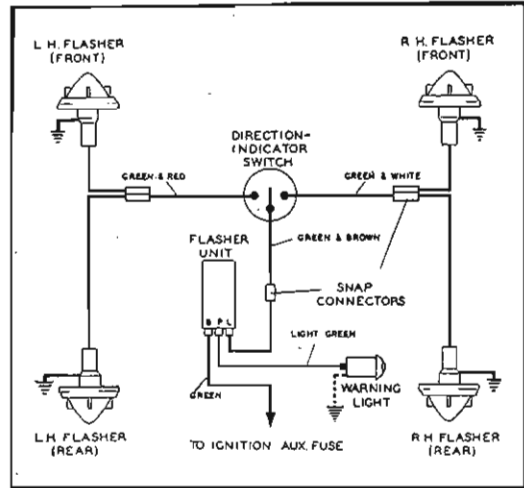 L.H. FLASHER
(FRONT)
R.H. FLASHER
(FRONT)
DIRECTION-
INDICATOR
SWITCH
GREEN & RED
GREEN & WHITE
GREEN & BROWN
FLASHER
UNIT
B P L
SNAP
CONNECTORS
LIGHT GREEN
GREEN
WARNING
LIGHT
L.H. FLASHER
(REAR)
TO IGNITION AUX. FUSE
R.H FLASHER
(REAR)